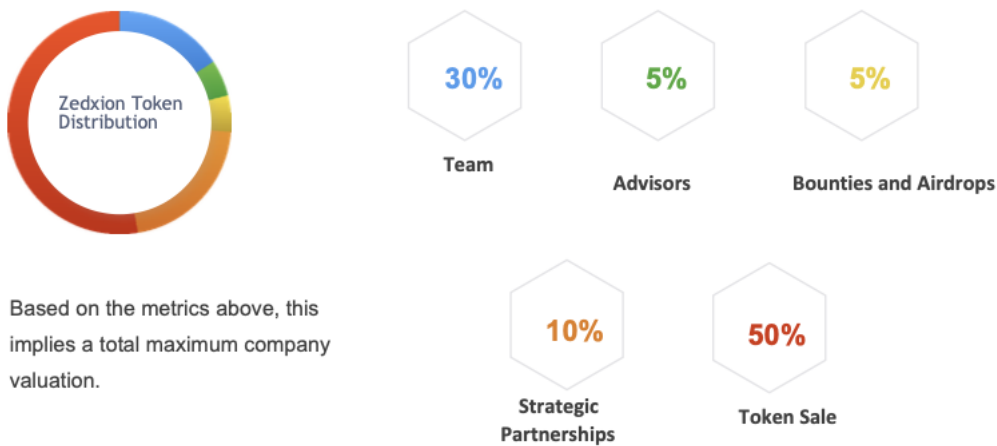 Zedxion Token
Distribution
30%
Team
5%
Advisors
5%
Bounties and Airdrops
Based on the metrics above, this
implies a total maximum company
valuation.
10%
Strategic
Partnerships
50%
Token Sale